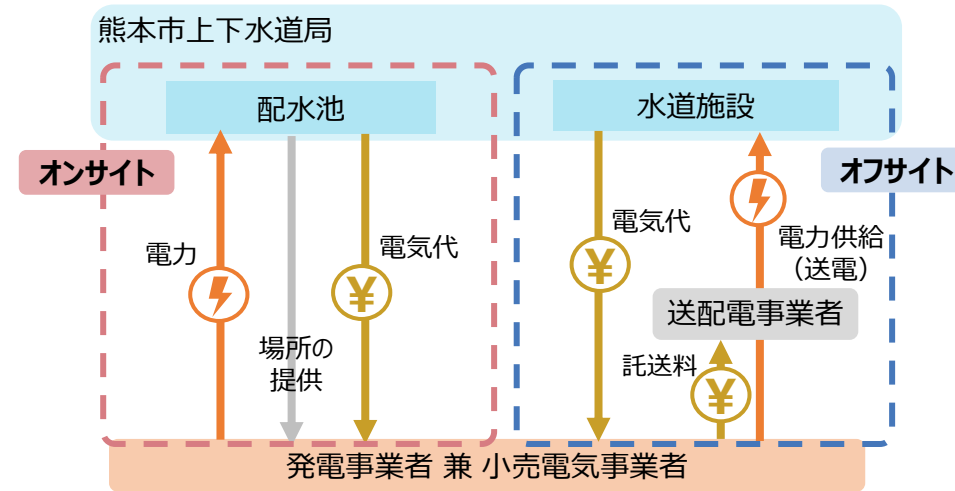 熊本市上下水道局
配水池
水道施設
オンサイト
オフサイト
電力
場所の
提供
電気代
¥
電気代
¥
電力供給
（送電）
送配電事業者
託送料
¥
発電事業者 兼 小売電気事業者